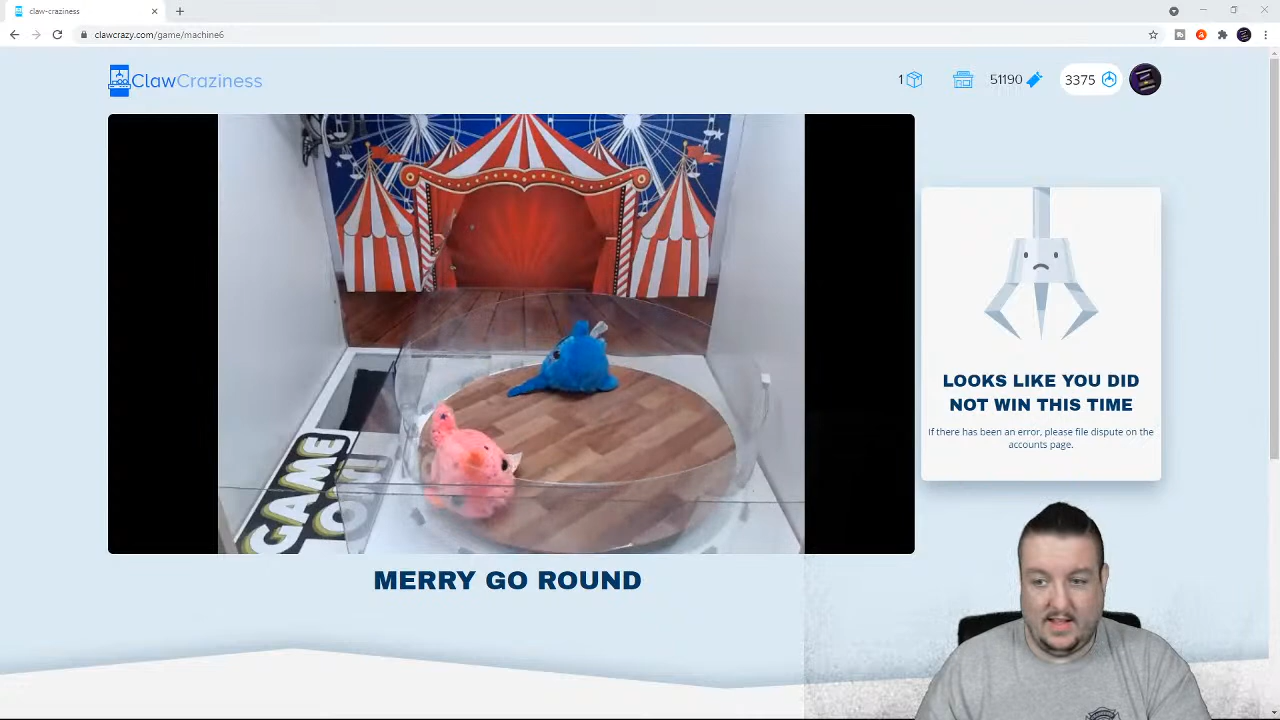 claw-craziness
clawcrazy.com/game/machine6
ClawCraziness
1
51190
3375
LOOKS LIKE YOU DID
NOT WIN THIS TIME
If there has been an error, please file dispute on the
accounts page.
GAME
ON!
MERRY GO ROUND